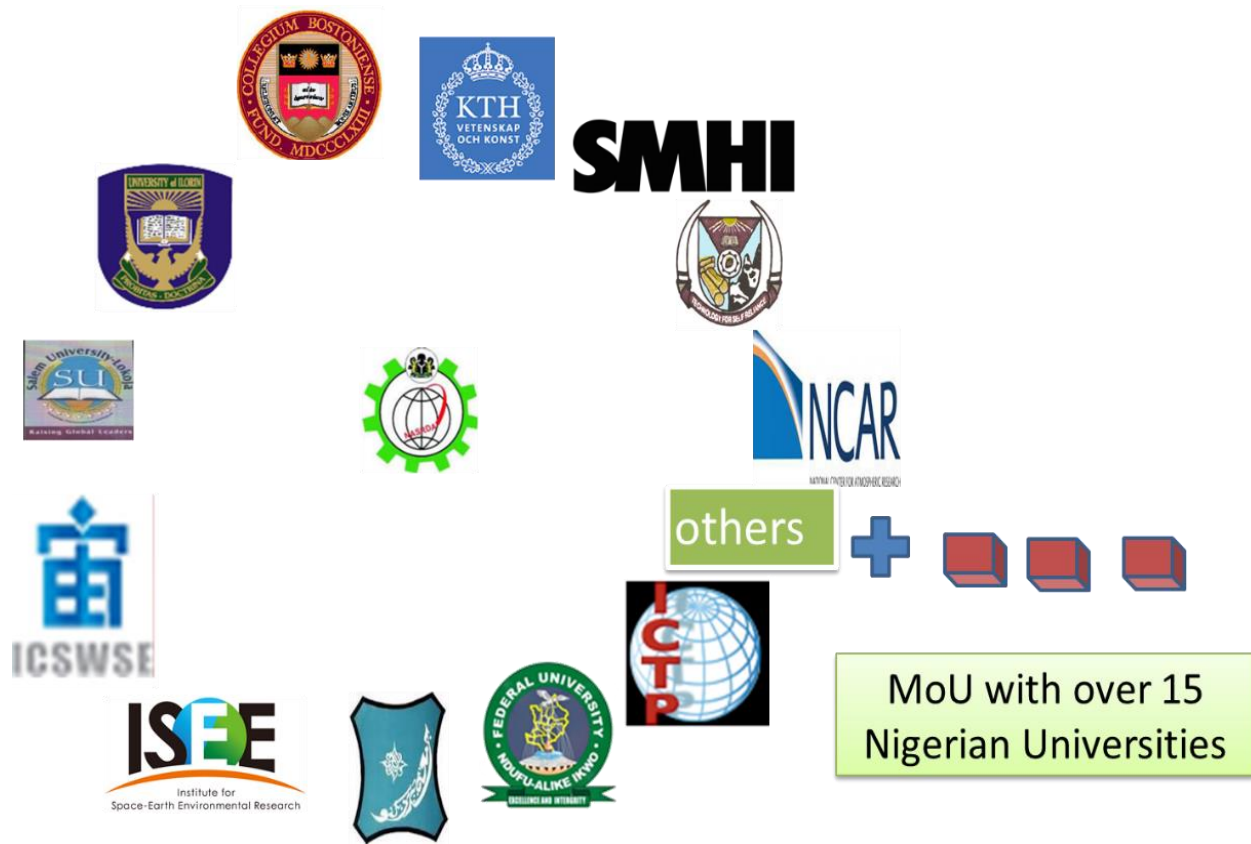 COLLEGIUM BOSTONIENSE
FUND. MDCCCLXIII
KTH
VETENSKAP
OCH KONST
SMHI
UNIVERSITY of ILORIN
PROBITAS - DOCTRINA
TECHNOLOGY FOR SELF RELIANCE
Salem University-Lokoja
SU
Raising Global Leaders
NASRDA
NCAR
NATIONAL CENTER FOR ATMOSPHERIC RESEARCH
others
ICSWSE
ICTP
MoU with over 15
Nigerian Universities
ISEE
Institute for
Space-Earth Environmental Research
FEDERAL UNIVERSITY
NDUFU-ALIKE IKWO
EXCELLENCE AND INTERGRITY